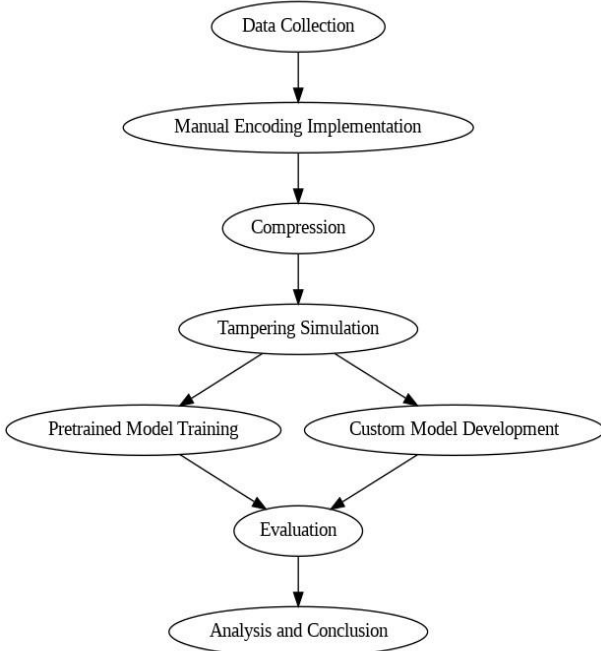 Data Collection
Manual Encoding Implementation
Compression
Tampering Simulation
Pretrained Model Training
Custom Model Development
Evaluation
Analysis and Conclusion